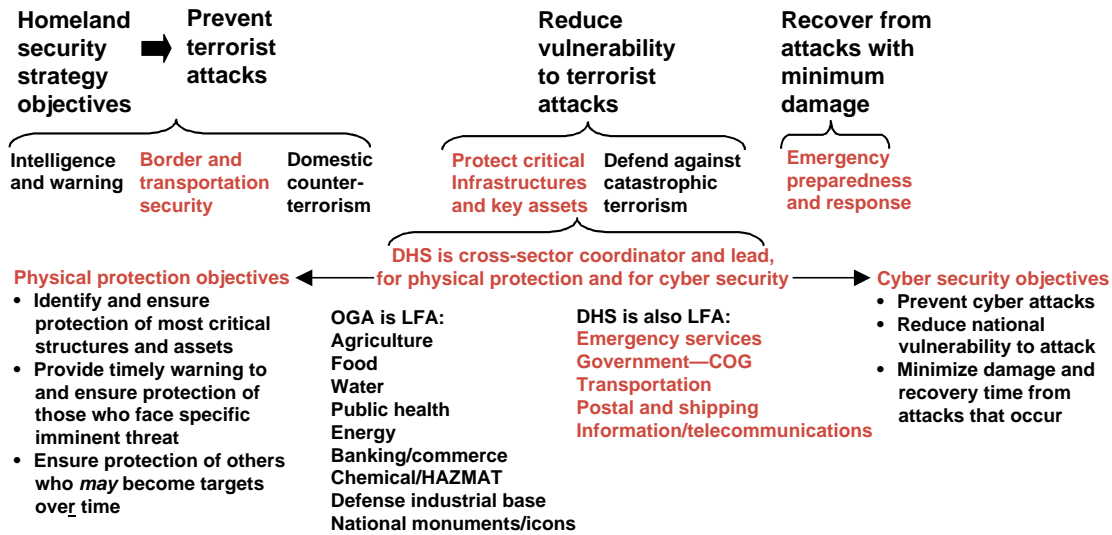 Homeland
security
strategy
objectives
Prevent
terrorist
attacks
Reduce
vulnerability
to terrorist
attacks
Recover from
attacks with
minimum
damage
Intelligence
and warning
Border and
transportation
security
Domestic
counter-
terrorism
Protect critical
Infrastructures
and key assets
Defend against
catastrophic
terrorism
Emergency
preparedness
and response
DHS is cross-sector coordinator and lead,
for physical protection and for cyber security
Physical protection objectives
• Identify and ensure
protection of most critical
structures and assets
• Provide timely warning to
and ensure protection of
those who face specific
imminent threat
• Ensure protection of others
who may become targets
over time
OGA is LFA:
Agriculture
Food
Water
Public health
Energy
Banking/commerce
Chemical/HAZMAT
Defense industrial base
National monuments/icons
DHS is also LFA:
Emergency services
Government—COG
Transportation
Postal and shipping
Information/telecommunications
Cyber security objectives
• Prevent cyber attacks
• Reduce national
vulnerability to attack
• Minimize damage and
recovery time from
attacks that occur